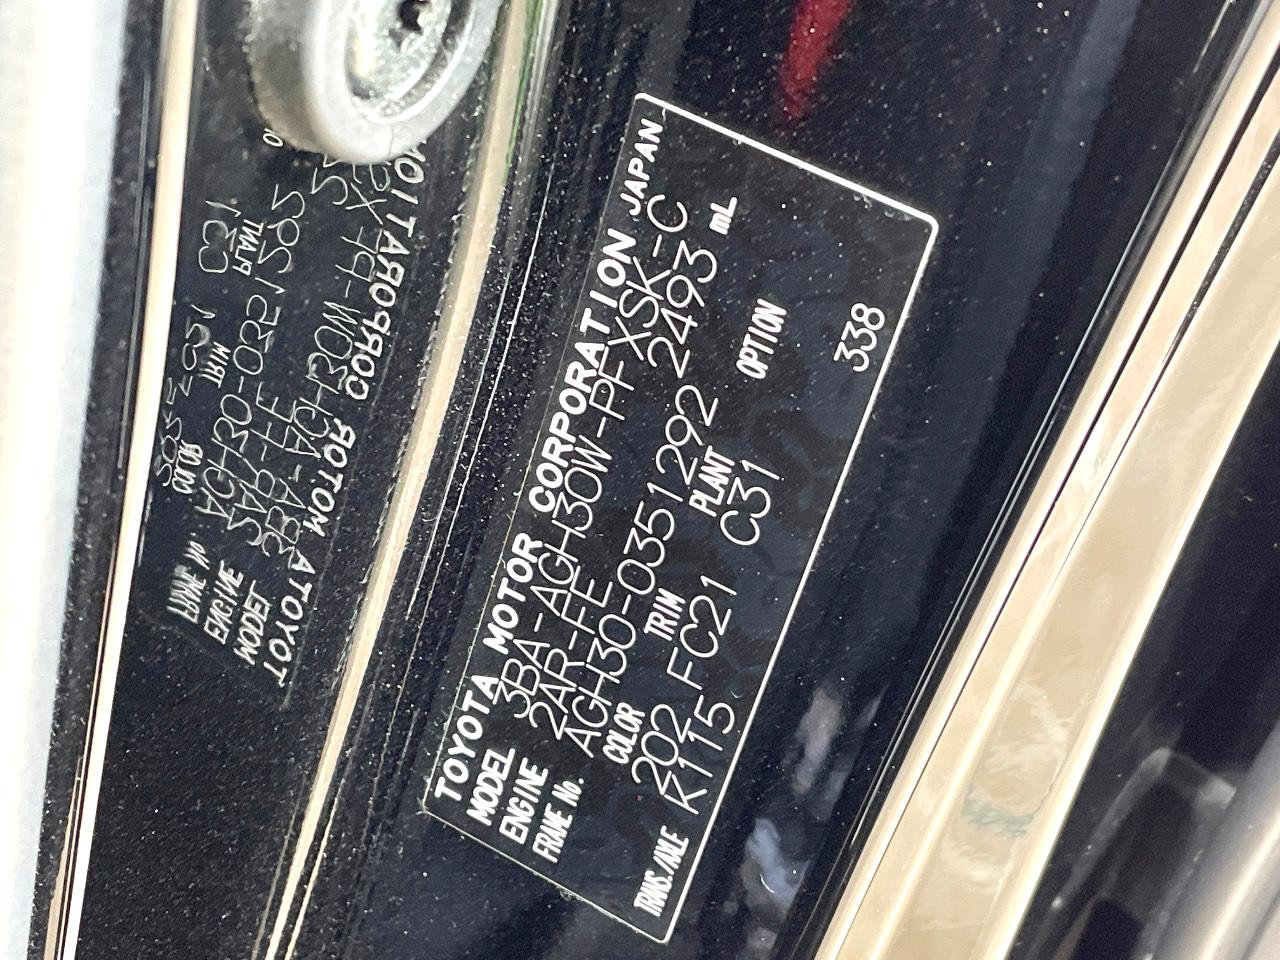 TOYOTA MOTOR CORPORATION JAPAN
MODEL 3BA-AGH30W-PFXSK-C
ENGINE 2AR-FE 2493 mL
FRAME No. AGH30-0351292
COLOR TRIM PLANT OPTION
202 FC21 C31
TRANS./AXLE K115 338